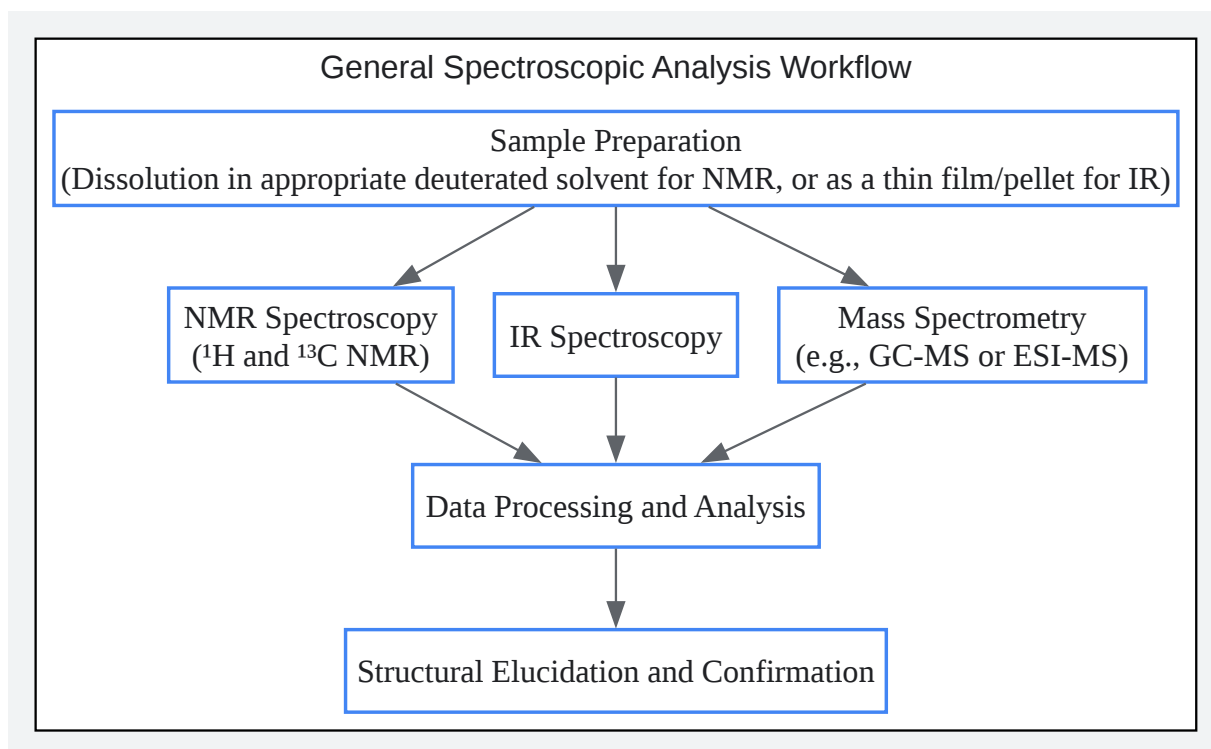 General Spectroscopic Analysis Workflow
Sample Preparation
(Dissolution in appropriate deuterated solvent for NMR, or as a thin film/pellet for IR)
NMR Spectroscopy
(¹H and ¹³C NMR)
IR Spectroscopy
Mass Spectrometry
(e.g., GC-MS or ESI-MS)
Data Processing and Analysis
Structural Elucidation and Confirmation